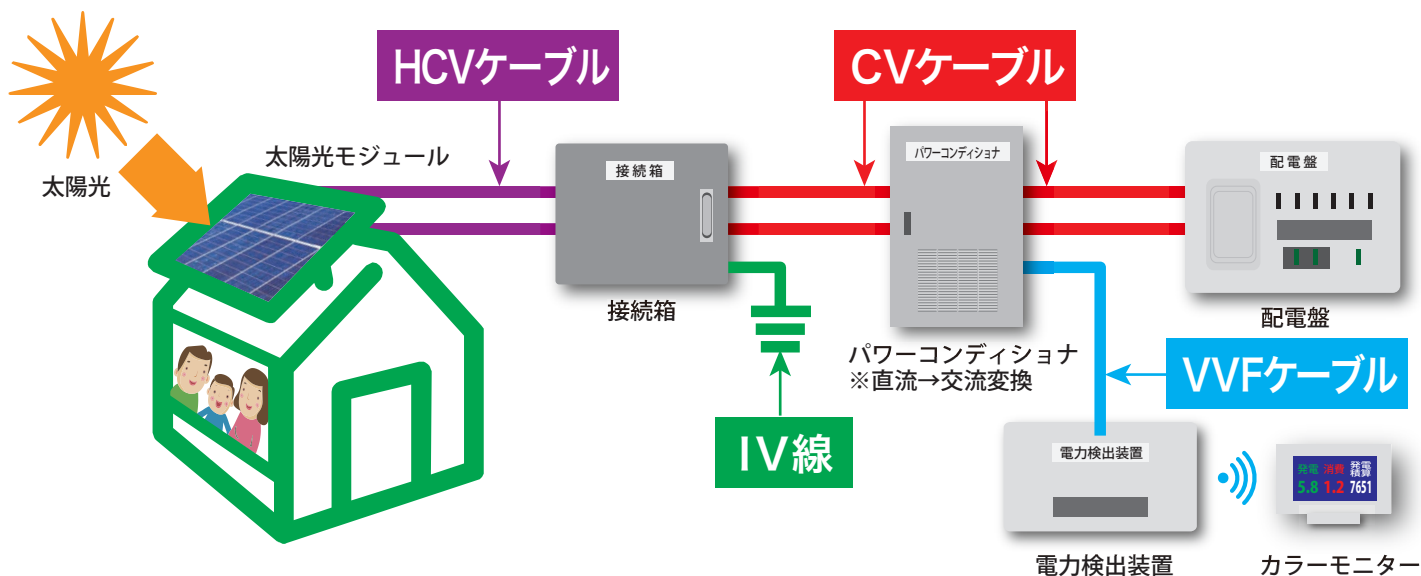 HCVケーブル
CVケーブル
太陽光
太陽光モジュール
接続箱
接続箱
パワーコンディショナ
パワーコンディショナ
※直流→交流変換
配電盤
配電盤
IV線
VVFケーブル
電力検出装置
電力検出装置
発電 消費 発電積算
5.8 1.2 7651
カラーモニター